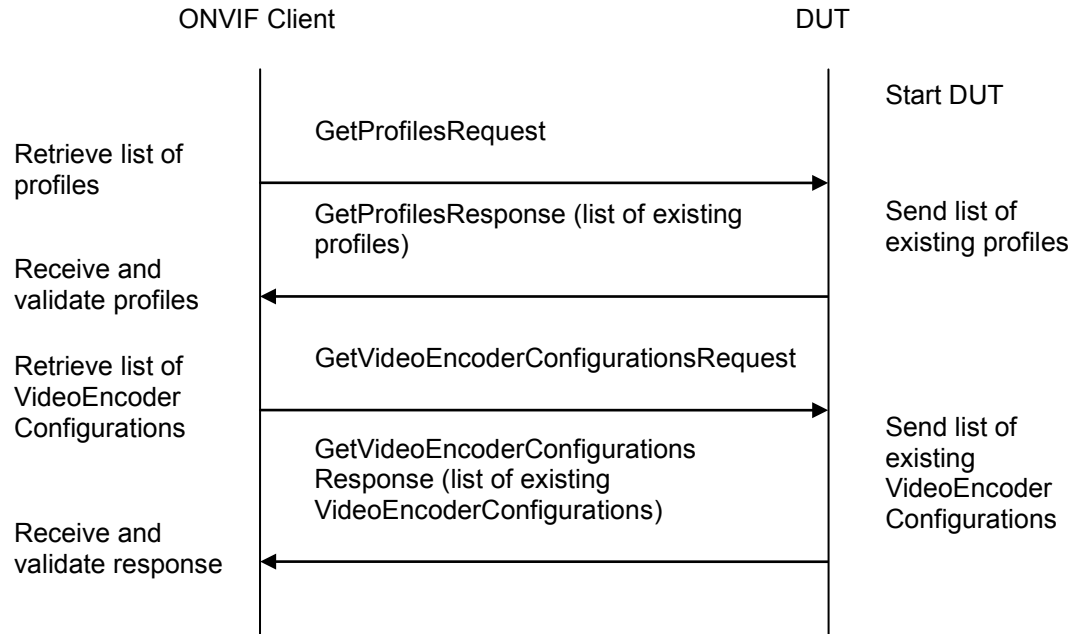 ONVIF Client
DUT
Start DUT
GetProfilesRequest
Retrieve list of
profiles
GetProfilesResponse (list of existing
profiles)
Send list of
existing profiles
Receive and
validate profiles
GetVideoEncoderConfigurationsRequest
Retrieve list of
VideoEncoder
Configurations
GetVideoEncoderConfigurations
Response (list of existing
VideoEncoderConfigurations)
Send list of
existing
VideoEncoder
Configurations
Receive and
validate response